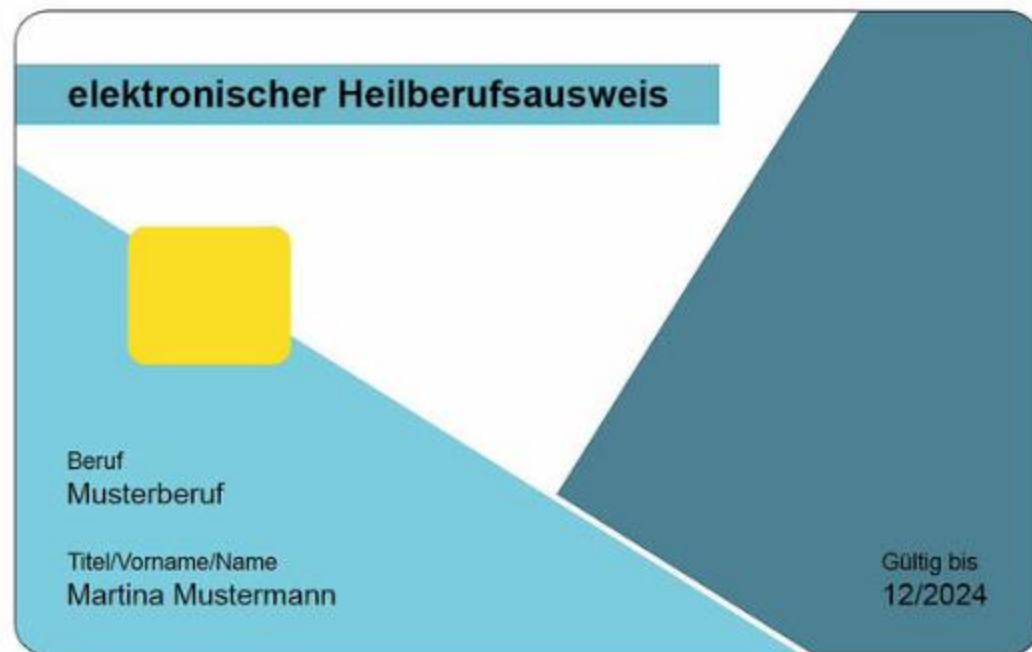 elektronischer Heilberufsausweis
Beruf
Musterberuf
Titel/Vorname/Name
Martina Mustermann
Gültig bis
12/2024